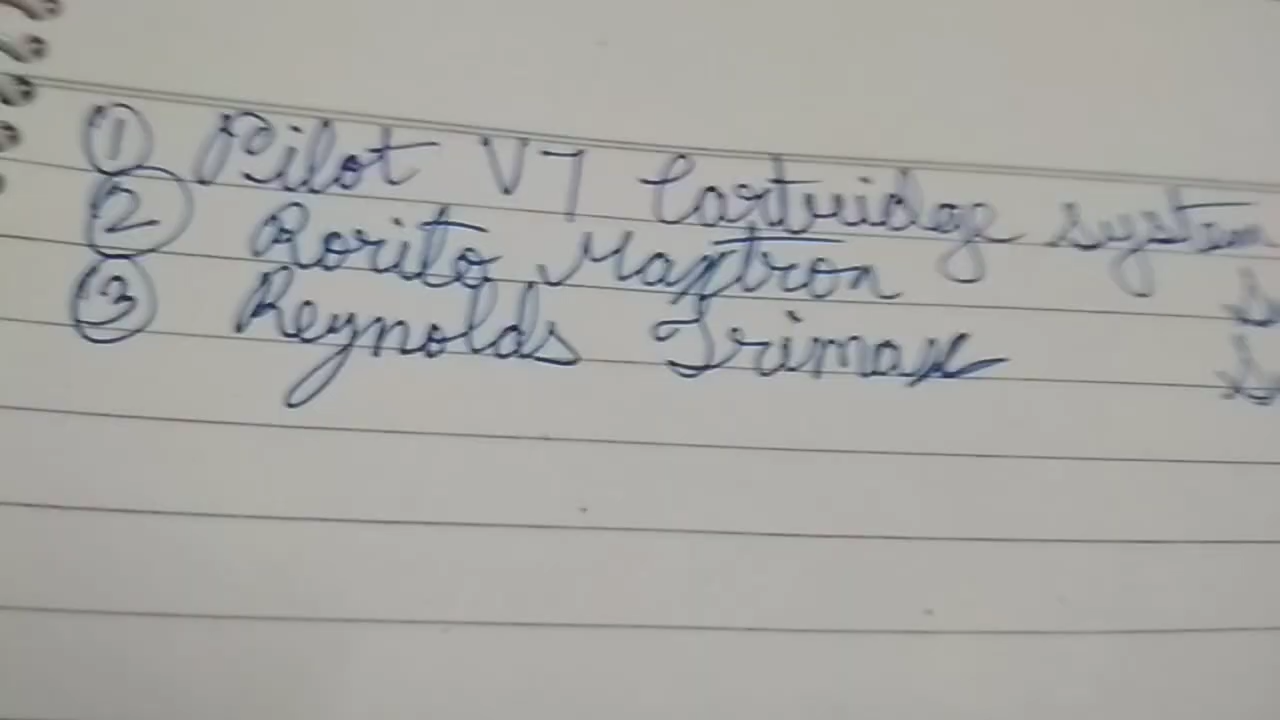 ① Pilot V7 Cartridge system
② Rorito Maxtron
③ Reynolds Trimax